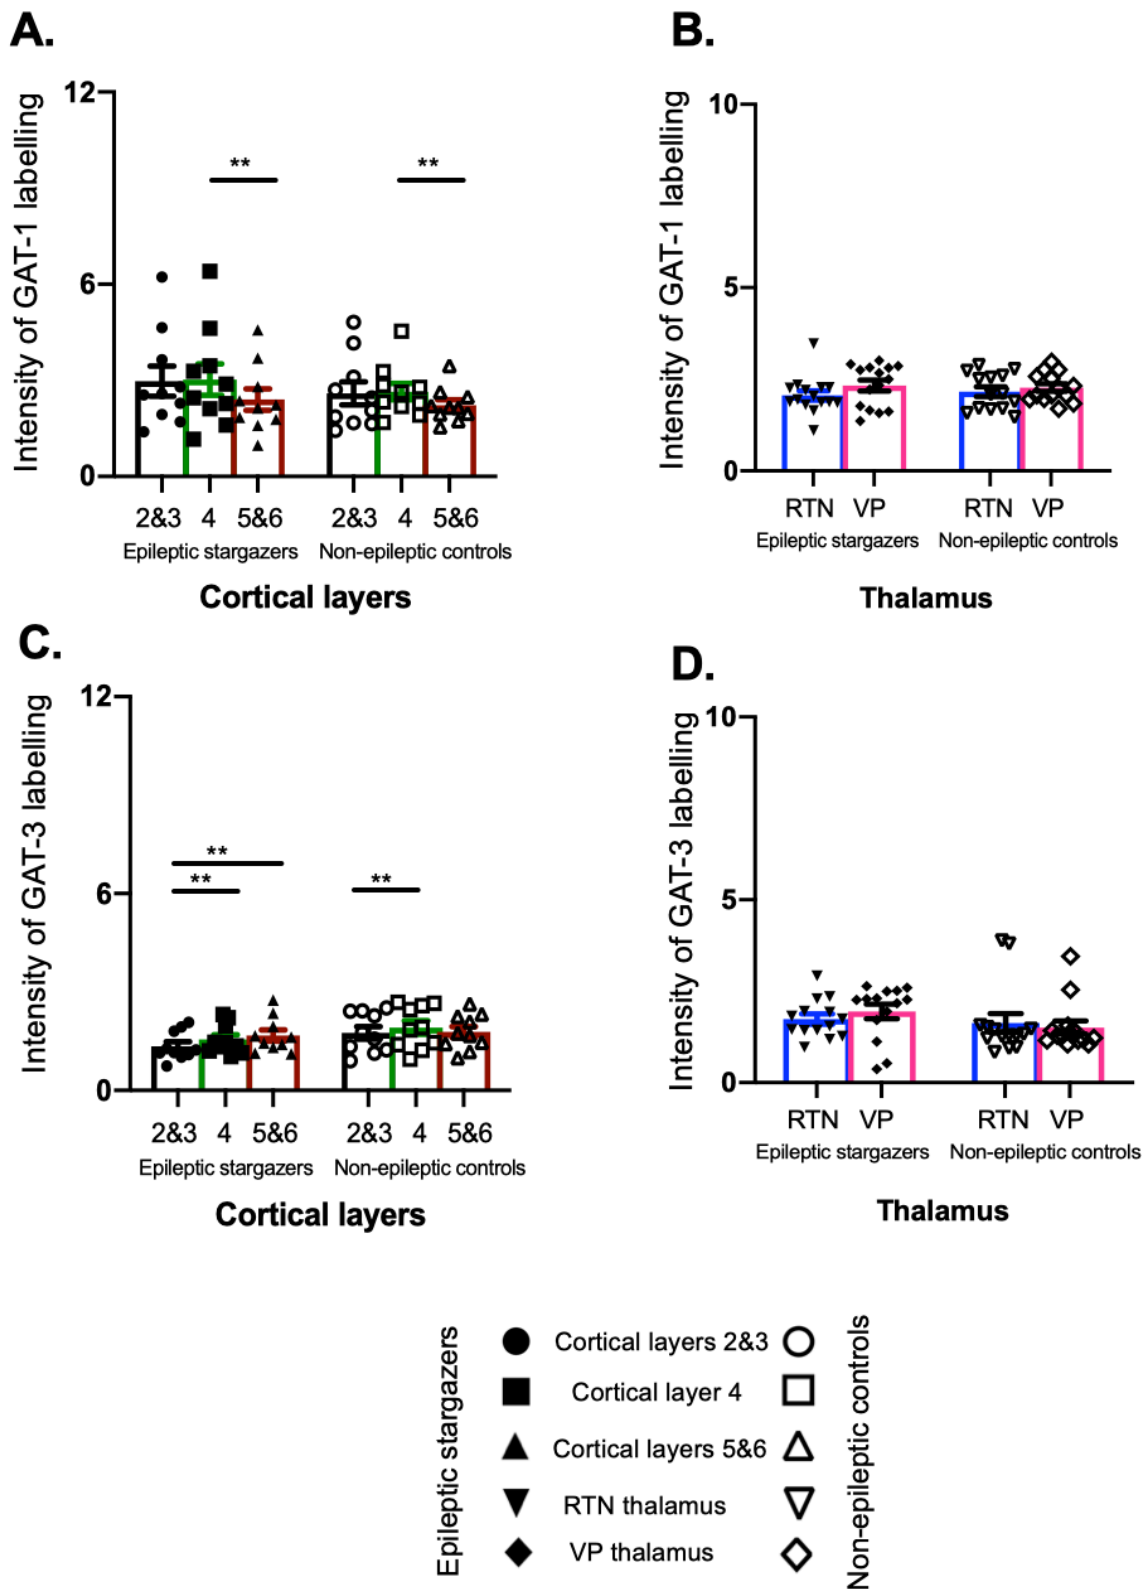 A.
Intensity of GAT-1 labelling
12
6
0
**
**
2&3 4 5&6 2&3 4 5&6
Epileptic stargazers Non-epileptic controls
Cortical layers
B.
Intensity of GAT-1 labelling
10
5
0
RTN VP RTN VP
Epileptic stargazers Non-epileptic controls
Thalamus
C.
Intensity of GAT-3 labelling
12
6
0
**
**
**
2&3 4 5&6 2&3 4 5&6
Epileptic stargazers Non-epileptic controls
Cortical layers
D.
Intensity of GAT-3 labelling
10
5
0
RTN VP RTN VP
Epileptic stargazers Non-epileptic controls
Thalamus
Epileptic stargazers
Cortical layers 2&3
Cortical layer 4
Cortical layers 5&6
RTN thalamus
VP thalamus
Non-epileptic controls